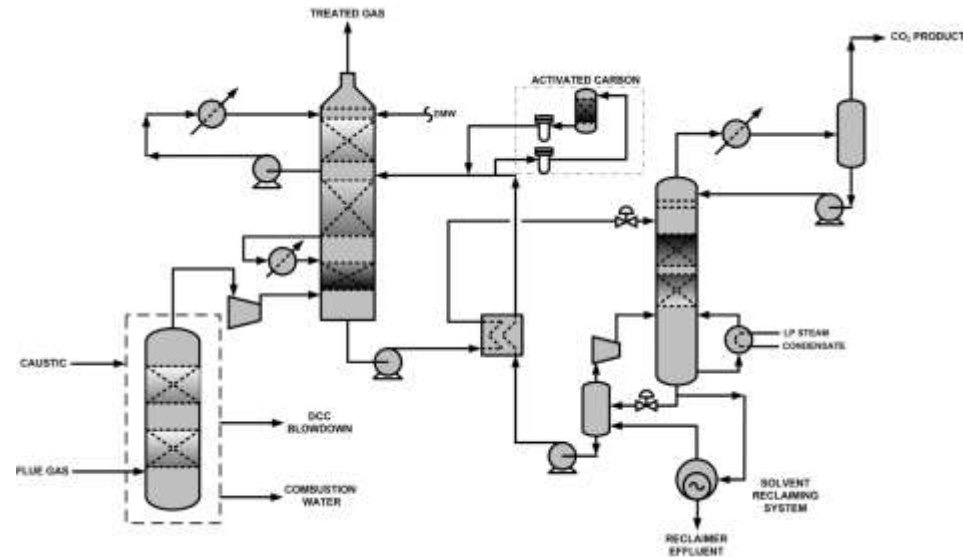 TREATED GAS
CO₂ PRODUCT
ACTIVATED CARBON
DMW
LP STEAM
CONDENSATE
CAUSTIC
DCC
BLOWDOWN
FLUE GAS
COMBUSTION
WATER
SOLVENT
RECLAIMING
SYSTEM
RECLAIMER
EFFLUENT